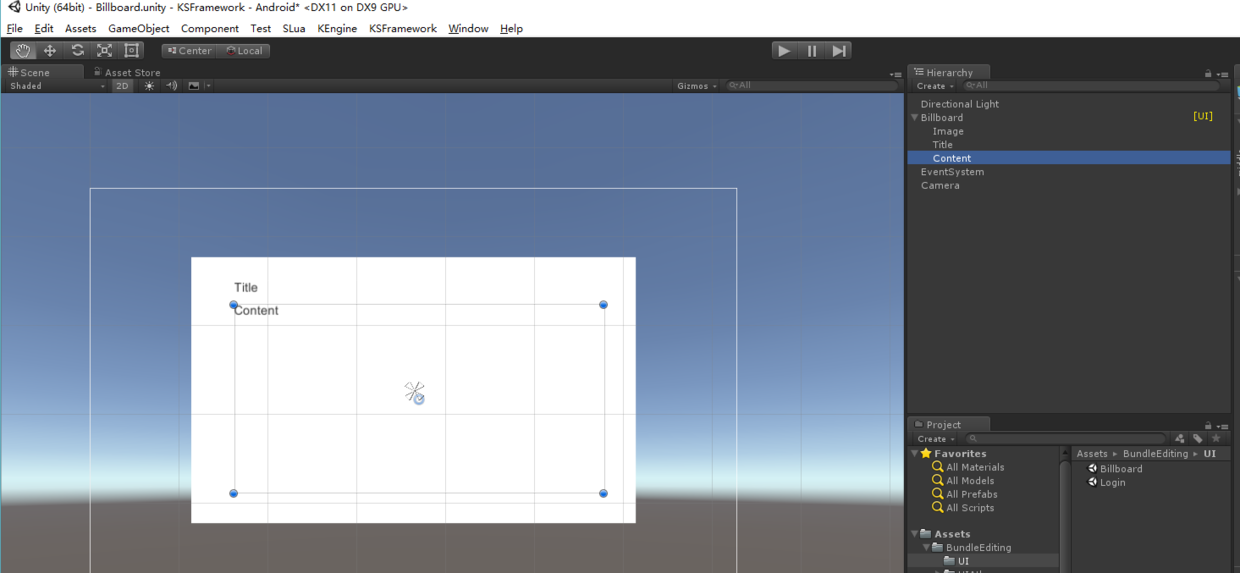 Unity (64bit) - Billboard.unity - KSFramework - Android* <DX11 on DX9 GPU>
File Edit Assets GameObject Component Test SLua KEngine KSFramework Window Help
Center Local
Scene Asset Store
Shaded 2D Gizmos All
Title
Content
Hierarchy
Create All
Directional Light
Billboard [UI]
Image
Title
Content
EventSystem
Camera
Project
Create
Favorites
All Materials
All Models
All Prefabs
All Scripts
Assets
BundleEditing
UI
Assets ▸ BundleEditing ▸ UI
Billboard
Login